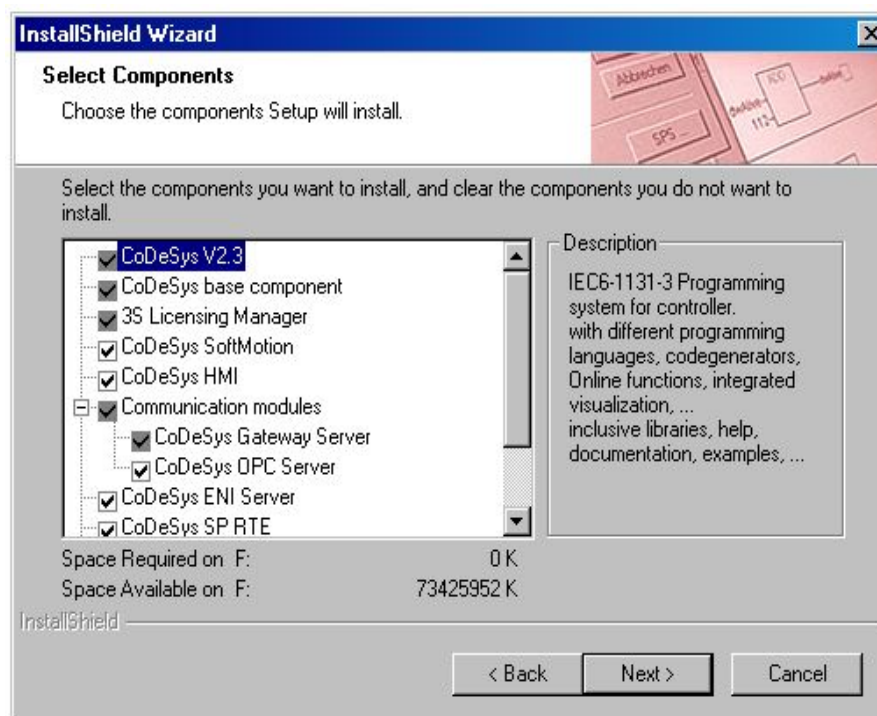 InstallShield Wizard
Select Components
Choose the components Setup will install.
Abbrechen
SPS ...
ADD
112
Select the components you want to install, and clear the components you do not want to
install.
CoDeSys V2.3
CoDeSys base component
3S Licensing Manager
CoDeSys SoftMotion
CoDeSys HMI
Communication modules
CoDeSys Gateway Server
CoDeSys OPC Server
CoDeSys ENI Server
CoDeSys SP RTE
Description
IEC6-1131-3 Programming
system for controller.
with different programming
languages, codegenerators,
Online functions, integrated
visualization, ...
inclusive libraries, help,
documentation, examples, ...
Space Required on F: 0 K
Space Available on F: 73425952 K
InstallShield
< Back
Next >
Cancel